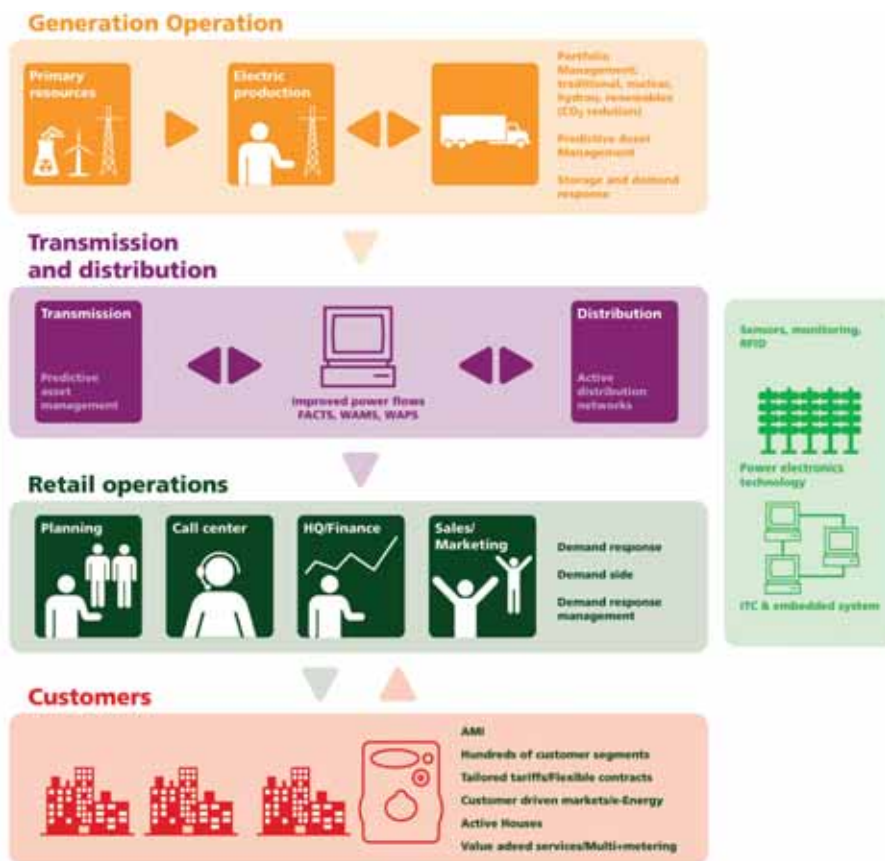 Generation Operation
Primary
resources
Electric
production
Portfolio
Management,
traditional, nuclear,
hydroy, renewables
(CO₂ redution)
Predictive Asset
Management
Storage and demond
response
Transmission
and distribution
Transmission
Predictive
asset
management
Improved power flows
FACTS, WAMS, WAPS
Distribution
Active
distribution
networks
Sensors, monitoring,
RFID
Power electronics
technology
ITC & embedded system
Retail operations
Planning
Call center
HQ/Finance
Sales/
Marketing
Demand response
Demand side
Demand response
management
Customers
AMI
Hundreds of customer segments
Tailored tariffs/Flexible contracts
Customer driven markets/e-Energy
Active Houses
Value adeed services/Multi+metering